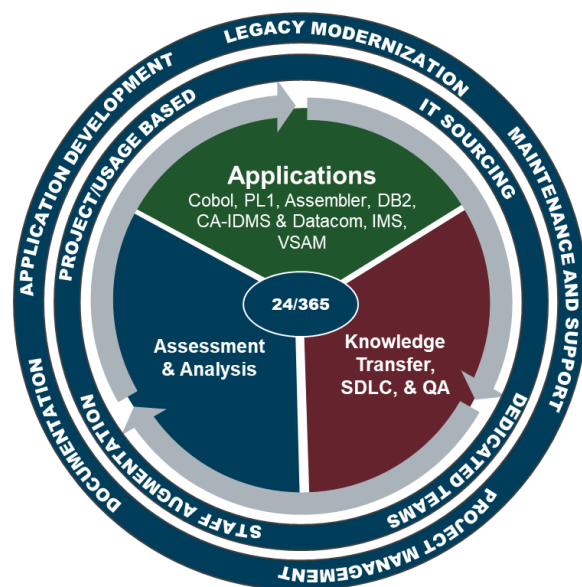 LEGACY MODERNIZATION
MAINTENANCE AND SUPPORT
PROJECT MANAGEMENT
DOCUMENTATION
APPLICATION DEVELOPMENT
PROJECT/USAGE BASED
IT SOURCING
DEDICATED TEAMS
STAFF AUGMENTATION
Applications
Cobol, PL1, Assembler, DB2,
CA-IDMS & Datacom, IMS,
VSAM
24/365
Assessment
& Analysis
Knowledge
Transfer,
SDLC, & QA